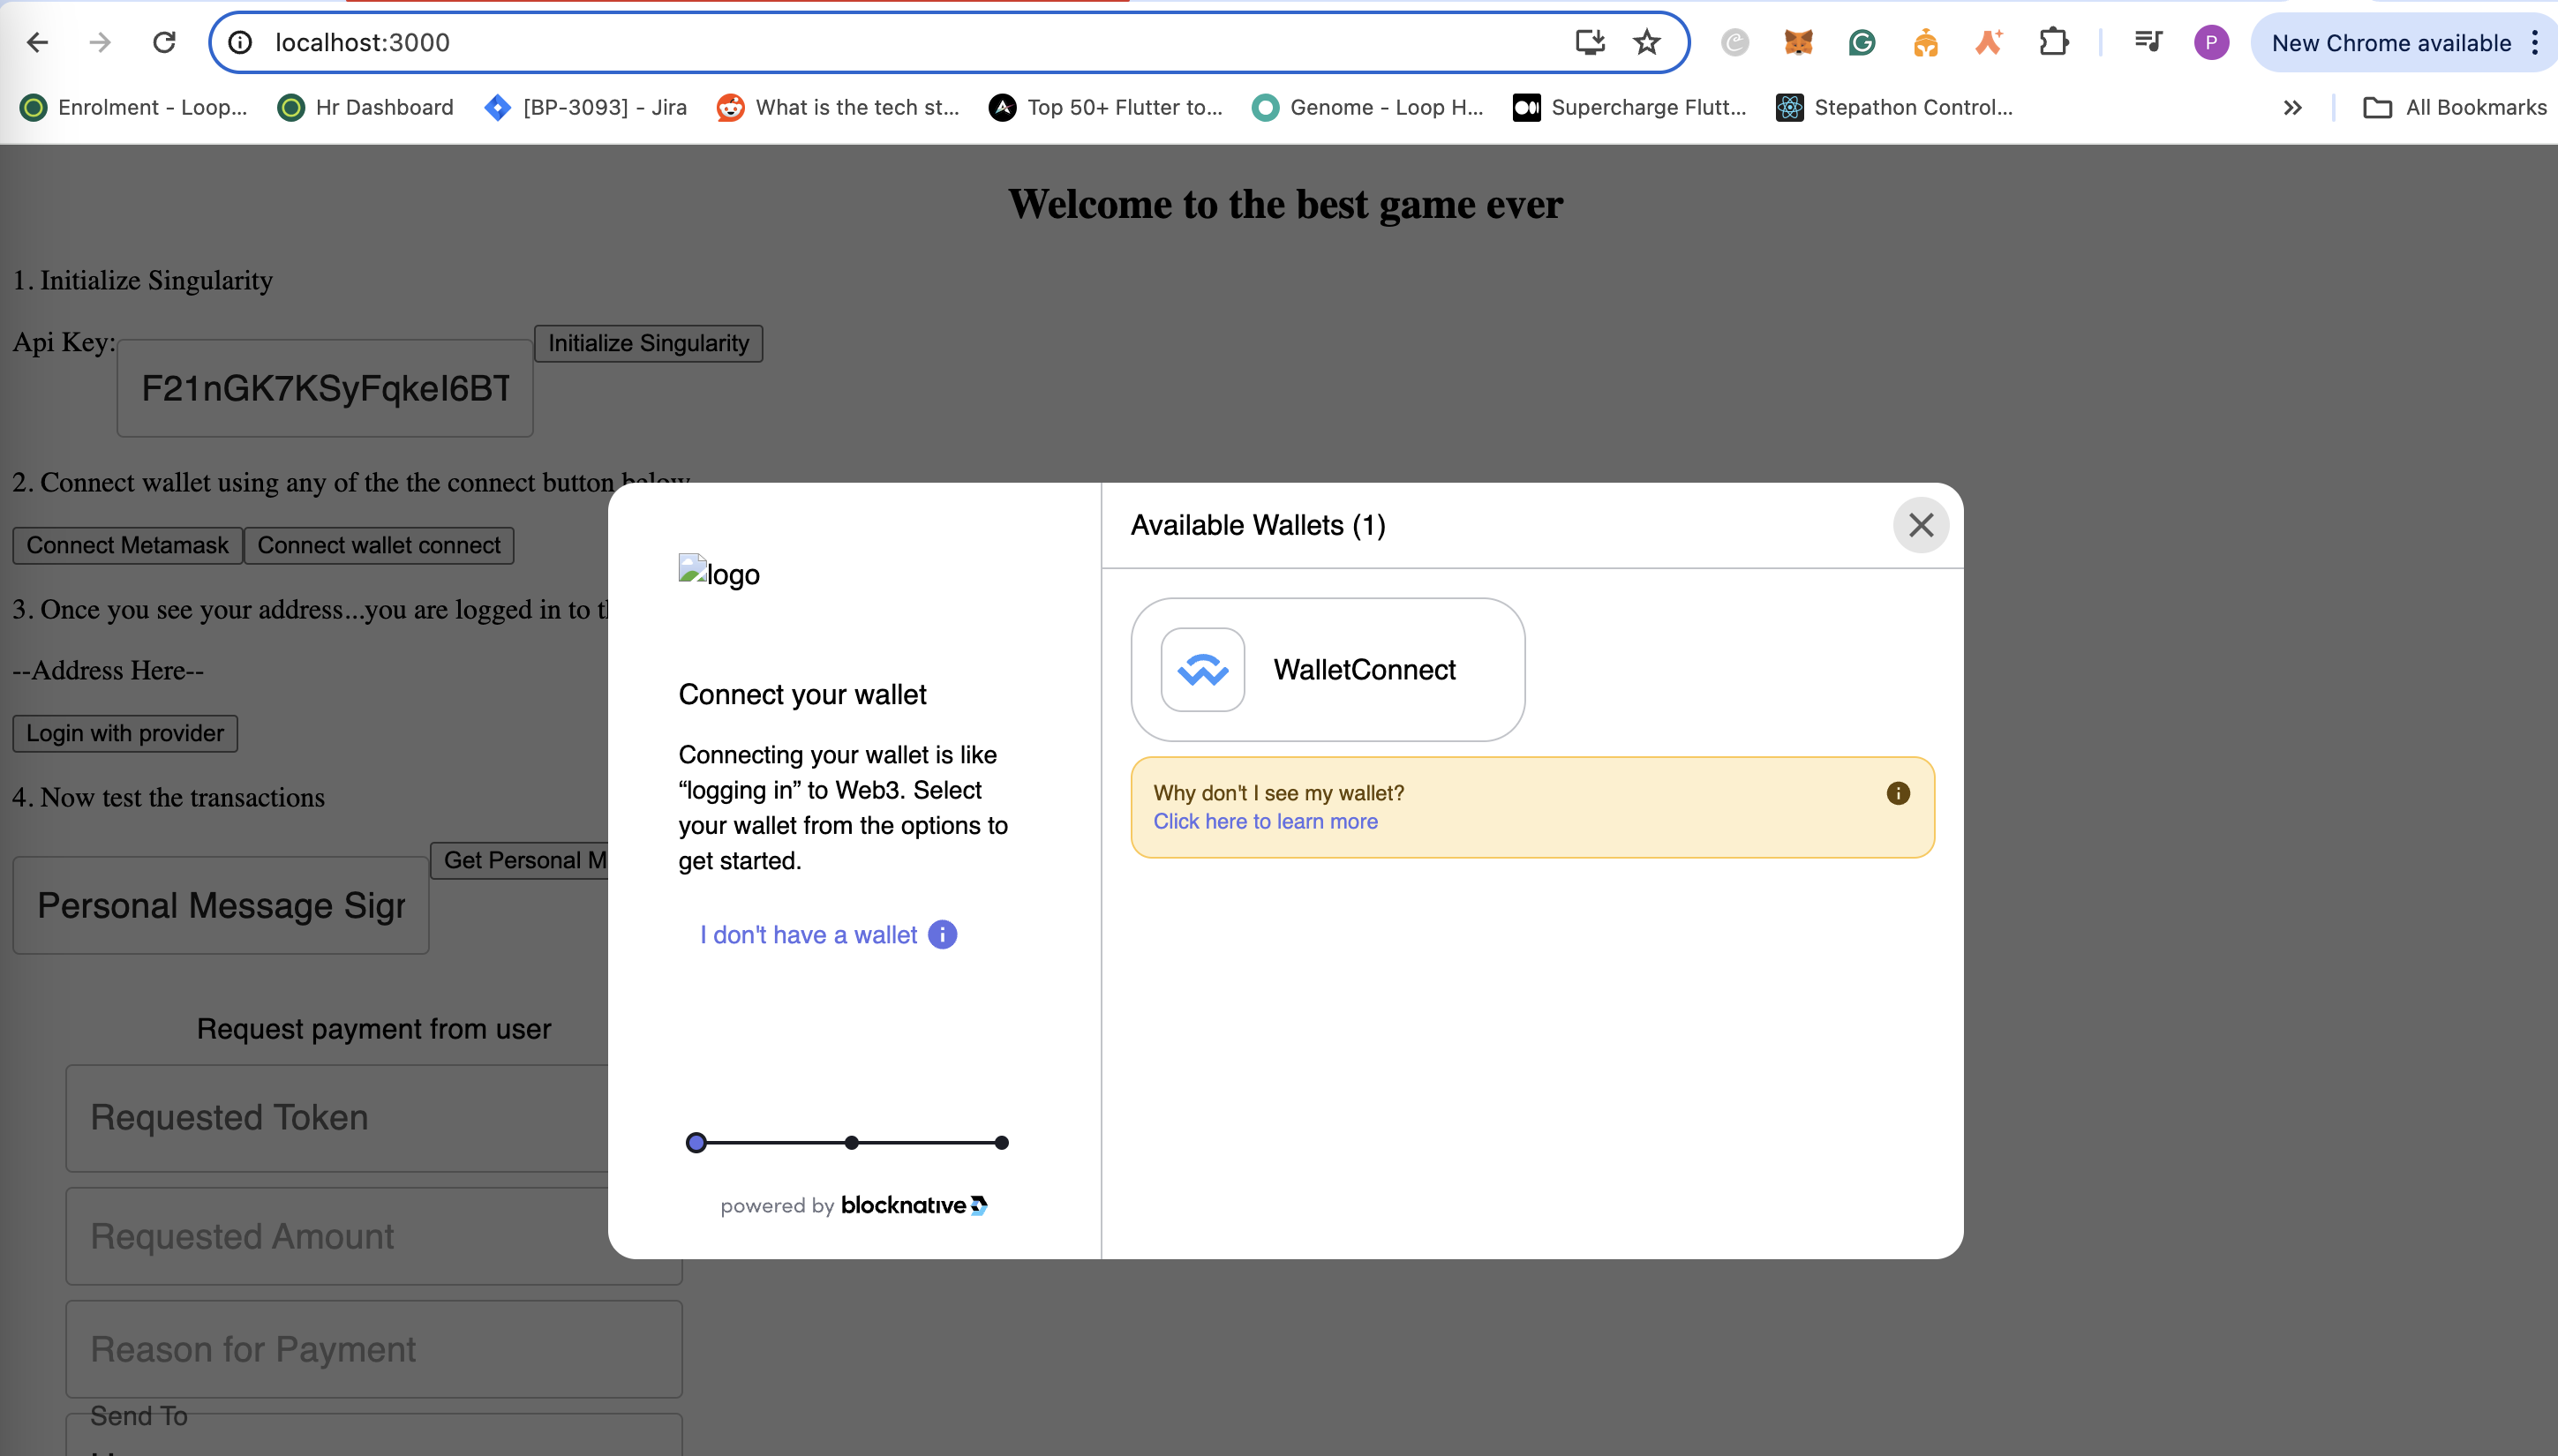 localhost:3000
New Chrome available
Enrolment - Loop...
Hr Dashboard
[BP-3093] - Jira
What is the tech st...
Top 50+ Flutter to...
Genome - Loop H...
Supercharge Flutt...
Stepathon Control...
All Bookmarks
Welcome to the best game ever
1. Initialize Singularity
Api Key:
Initialize Singularity
F21nGK7KSyFqkeI6BT
2. Connect wallet using any of the the connect button below
Connect Metamask
Connect wallet connect
3. Once you see your address...you are logged in to
--Address Here--
Login with provider
4. Now test the transactions
Get Personal M
Personal Message Sign
Request payment from user
Requested Token
Requested Amount
Reason for Payment
Send To
logo
Connect your wallet
Connecting your wallet is like
“logging in” to Web3. Select
your wallet from the options to
get started.
I don't have a wallet
powered by blocknative
Available Wallets (1)
WalletConnect
Why don't I see my wallet?
Click here to learn more